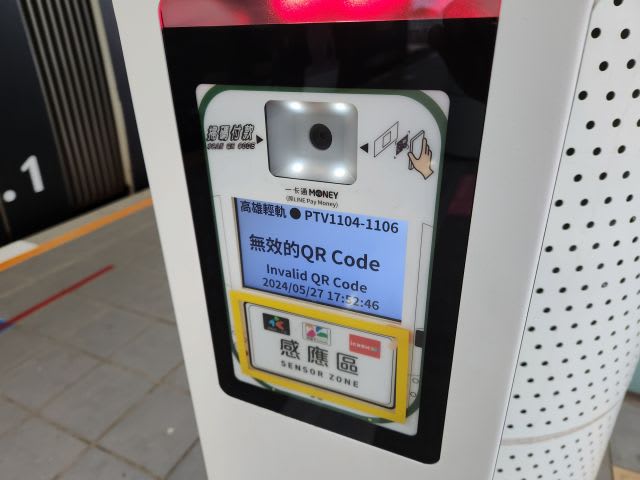 .1
掃碼付款
SCAN QR CODE
一卡通 MONEY
(原LINE Pay Money)
高雄輕軌 ● PTV1104-1106
無效的QR Code
Invalid QR Code
2024/05/27 17:52:46
感應區
SENSOR ZONE